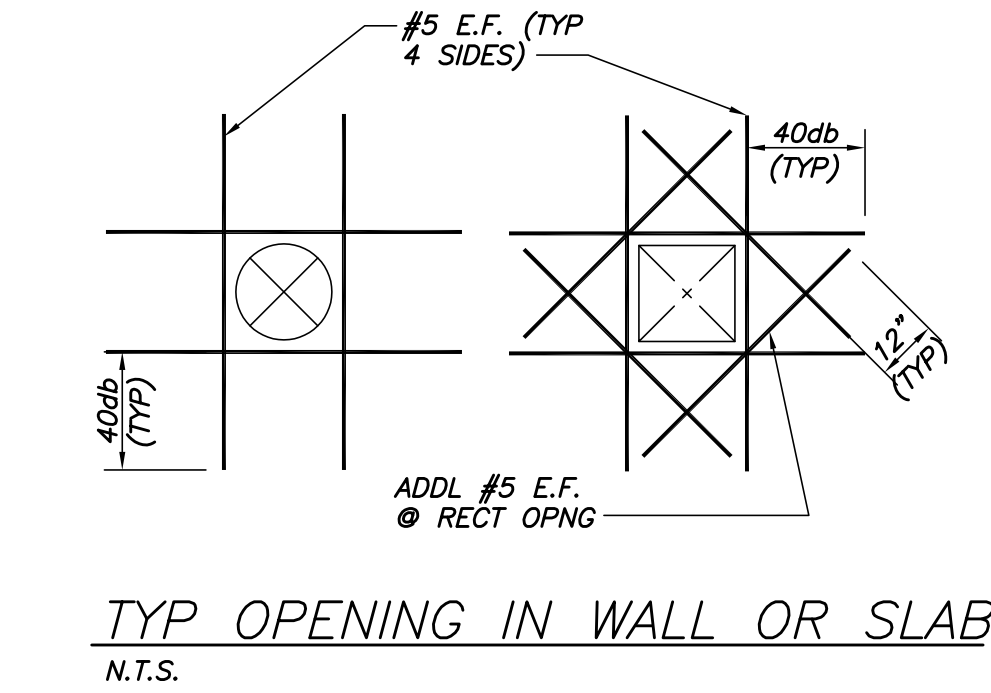 #5 E.F. (TYP
4 SIDES)
40db
(TYP)
12"
(TYP)
40db
(TYP)
ADDL #5 E.F.
@ RECT OPNG
TYP OPENING IN WALL OR SLAB
N.T.S.